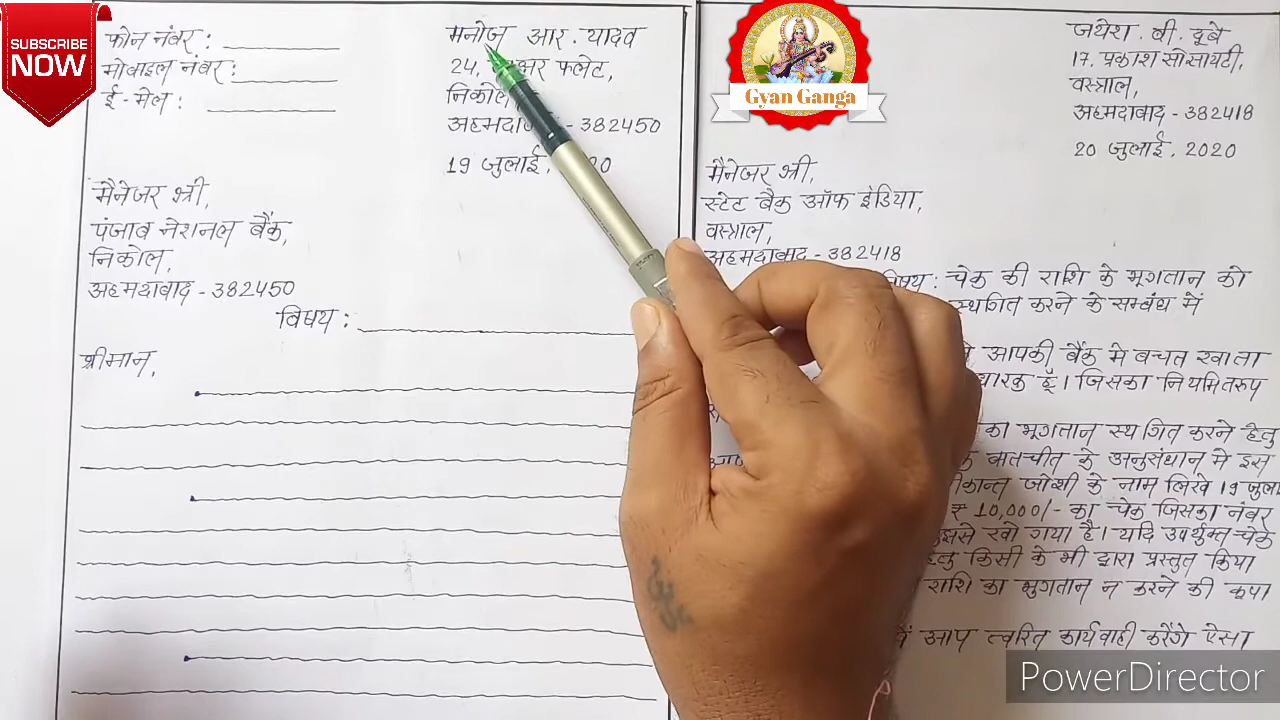 SUBSCRIBE
NOW
फोन नंबर :
मोबाइल नंबर :
ई-मेल :
मनोज आर. यादव
24, फ्लेट,
निकोल
अहमदाबाद - 382450
19 जुलाई,
मैनेजर श्री,
पंजाब नेशनल बैंक,
निकोल,
अहमदाबाद - 382450
विषय :
श्रीमान,
Gyan Ganga
जयेश. बी. दूबे
17. प्रकाश सोसायटी,
वस्त्राल,
अहमदाबाद - 382418
20 जुलाई, 2020
मैनेजर श्री,
स्टेट बैंक ऑफ इंडिया,
वस्त्राल,
अहमदाबाद - 382418
विषय : चेक की राशि के भूगतान को
स्थगित करने के सम्बंध में
आपकी बैंक मे बचत खाता
धारक हूँ। जिसका नियमितरुप
का भूगतान स्थगित करने हेतु
वातचीत के अनुसंधान मे इस
जोशी के नाम लिखे 19 जुला
₹ 10,000/- का चेक जिसका नंबर
खो गया है। यदि उपर्युक्त चेक
हेतु किसी के भी द्वारा प्रस्तुत किया
राशि का भुगतान न करने की कृपा
में आप त्वरित कार्यवाही करेंगे ऐसा
PowerDirector